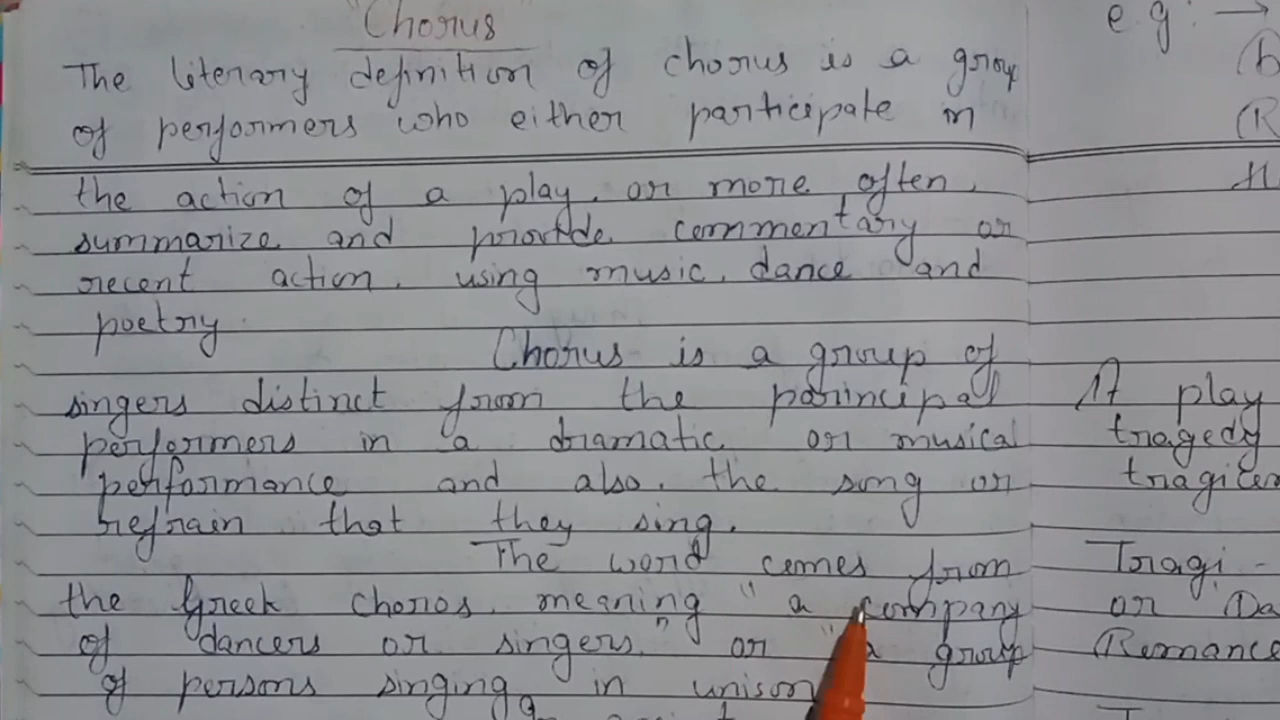 "Chorus"
The literary definition of chorus is a group
of performers who either participate in
the action of a play, or more often,
summarize and provide commentary or
recent action, using music, dance and
poetry.
Chorus is a group of
singers distinct from the principal
performers in a dramatic or musical
performance and also, the song or
refrain that they sing.
The word comes from
the Greek choros, meaning "a company
of dancers or singers," or "a group
of persons singing in unison
eg: →
(b
(R
A play
tragedy
Tragi-
or Da
Romance